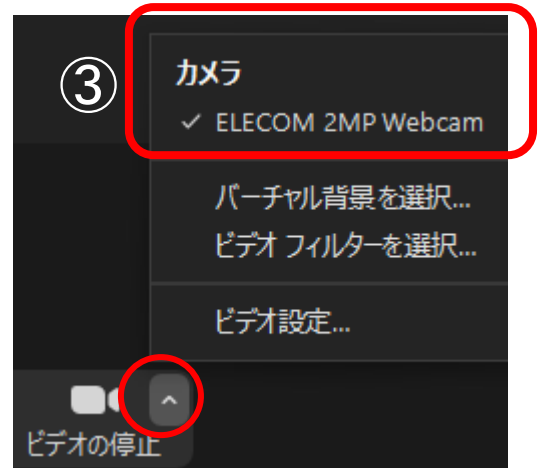 ③
カメラ
✓ ELECOM 2MP Webcam
バーチャル背景を選択...
ビデオ フィルターを選択...
ビデオ設定...
ビデオの停止